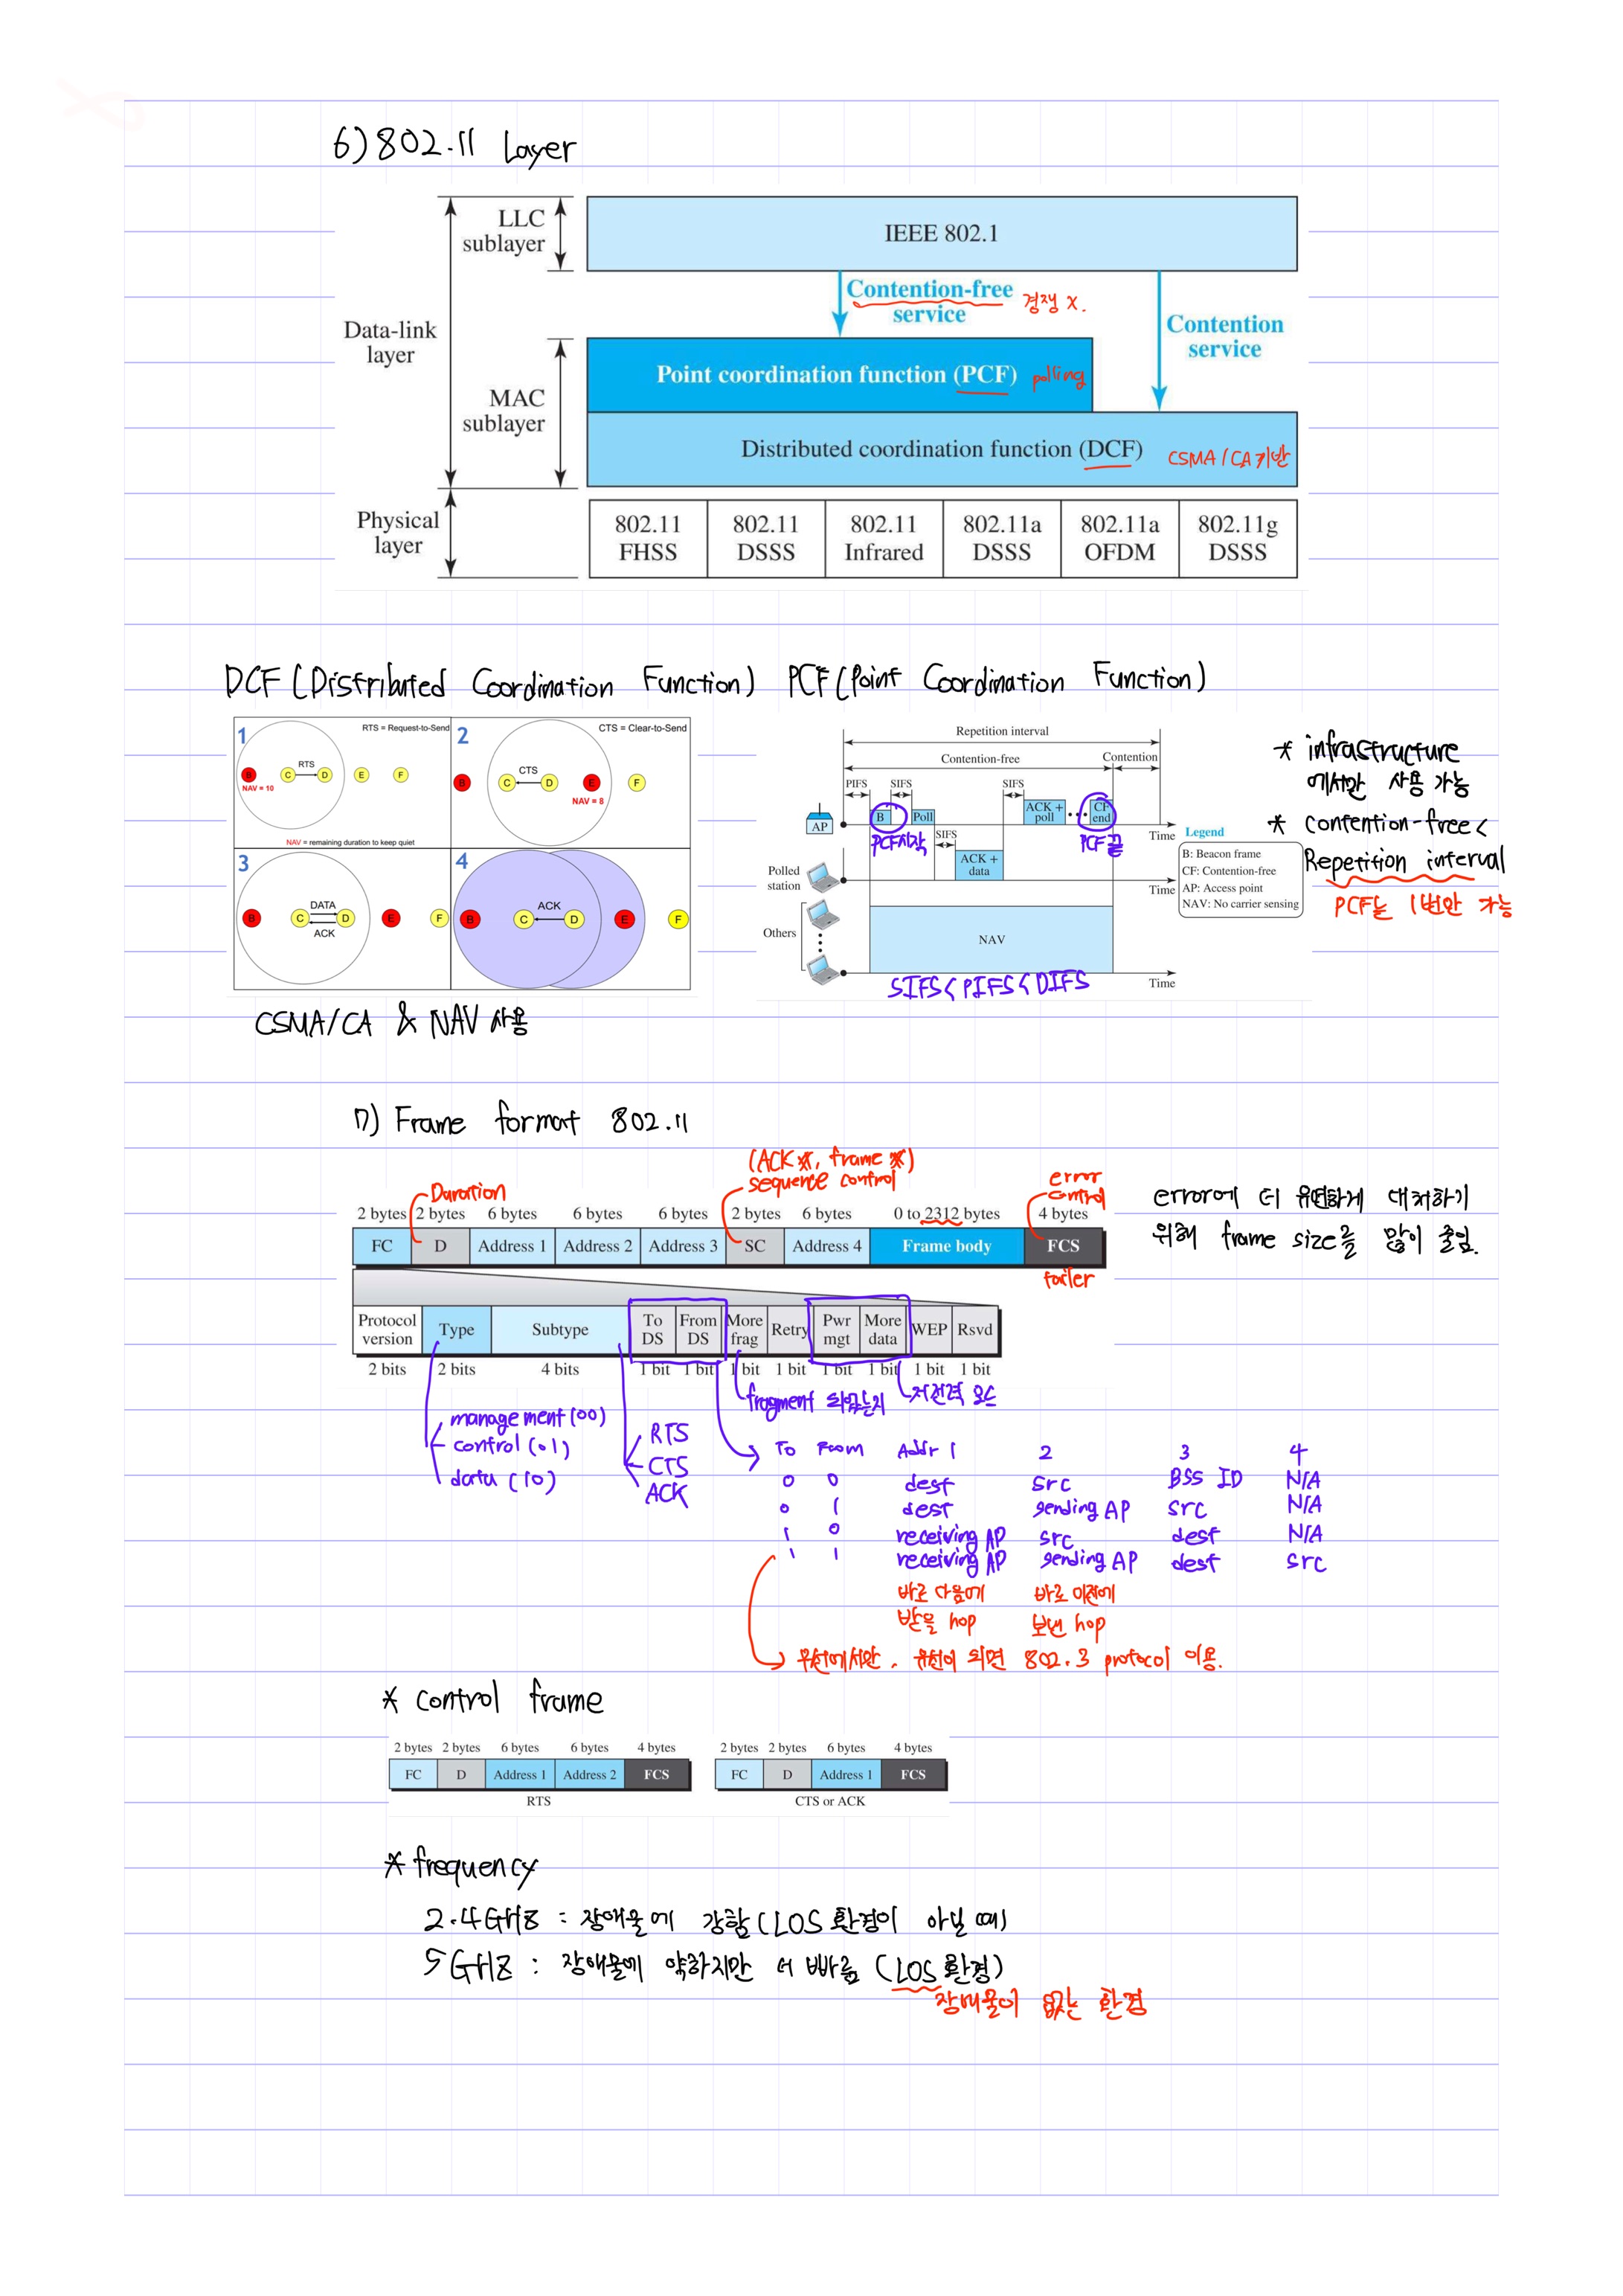 6) 802.11 Layer
LLC
sublayer
IEEE 802.1
Contention-free
service
경쟁 x.
Contention
service
Data-link
layer
MAC
sublayer
Point coordination function (PCF) polling
Distributed coordination function (DCF) CSMA/CA 기반
Physical
layer
802.11
FHSS
802.11
DSSS
802.11
Infrared
802.11a
DSSS
802.11a
OFDM
802.11g
DSSS
DCF (Distributed Coordination Function)
1
RTS = Request-to-Send
RTS
B C D E F
NAV = 10
NAV = remaining duration to keep quiet
2
CTS = Clear-to-Send
CTS
B C D E F
NAV = 8
3
DATA
B C D E F
ACK
4
ACK
B C D E F
CSMA/CA & NAV 사용
PCF (Point Coordination Function)
Repetition interval
Contention-free
Contention
PIFS SIFS SIFS
AP
B Poll
ACK +
poll
CF
end
Time
PCF시작
PCF끝
SIFS
ACK +
data
Polled
station
Time
Others
NAV
Time
SIFS < PIFS < DIFS
Legend
B: Beacon frame
CF: Contention-free
AP: Access point
NAV: No carrier sensing
* infrastructure
에서만 사용 가능
* contention-free <
Repetition interval
PCF는 1번만 가능
7) Frame format 802.11
(ACK #, frame #)
sequence control
Duration
error
control
2 bytes 2 bytes 6 bytes 6 bytes 6 bytes 2 bytes 6 bytes 0 to 2312 bytes 4 bytes
FC D Address 1 Address 2 Address 3 SC Address 4 Frame body FCS
tailer
error에 더 유연하게 대처하기
위해 frame size를 많이 줄임.
Protocol
version
Type
Subtype
To
DS
From
DS
More
frag
Retry
Pwr
mgt
More
data
WEP
Rsvd
2 bits 2 bits 4 bits 1 bit 1 bit 1 bit 1 bit 1 bit 1 bit 1 bit 1 bit
management (00)
control (01)
data (10)
RTS
CTS
ACK
저전력 모드
To From Addr 1 2 3 4
0 0 dest src BSS ID N/A
0 1 dest sending AP src N/A
1 0 receiving AP src dest N/A
1 1 receiving AP sending AP dest src
바로 다음에
받을 hop
바로 이전에
보낸 hop
무선에서만. 유선이 되면 802.3 protocol 이용.
* control frame
2 bytes 2 bytes 6 bytes 6 bytes 4 bytes
FC D Address 1 Address 2 FCS
RTS
2 bytes 2 bytes 6 bytes 4 bytes
FC D Address 1 FCS
CTS or ACK
* frequency
2.4GHz : 장애물에 강함 (LOS 환경이 아닐 때)
5GHz : 장애물에 약하지만 더 빠름 (LOS 환경)
장애물이 없는 환경